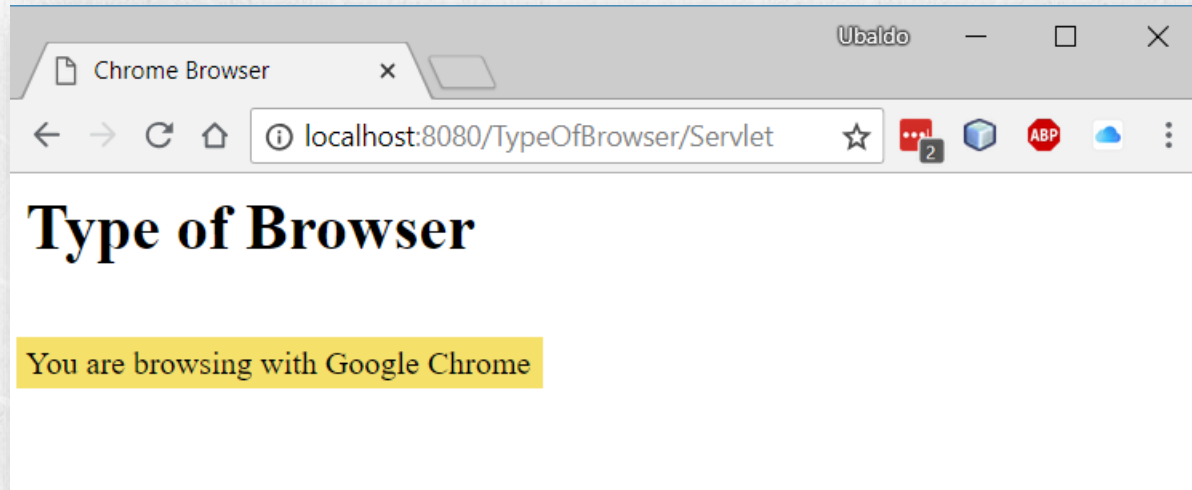 Ubaldo
Chrome Browser
localhost:8080/TypeOfBrowser/Servlet
2
ABP
Type of Browser
You are browsing with Google Chrome